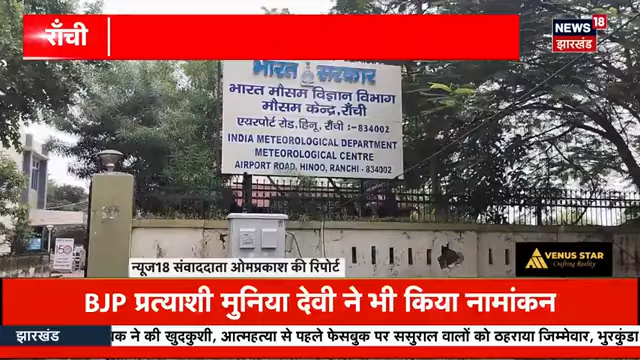 राँची
NEWS 18
झारखंड
भारत सरकार
भारत मौसम विज्ञान विभाग
मौसम केन्द्र, राँची
एयरपोर्ट रोड, हिनू, राँची :-834002
INDIA METEOROLOGICAL DEPARTMENT
METEOROLOGICAL CENTRE
AIRPORT ROAD, HINOO, RANCHI - 834002
VENUS STAR
Crafting Reality
न्यूज18 संवाददाता ओमप्रकाश की रिपोर्ट
BJP प्रत्याशी मुनिया देवी ने भी किया नामांकन
झारखंड
ने की खुदकुशी, आत्महत्या से पहले फेसबुक पर ससुराल वालों को ठहराया जिम्मेदार,